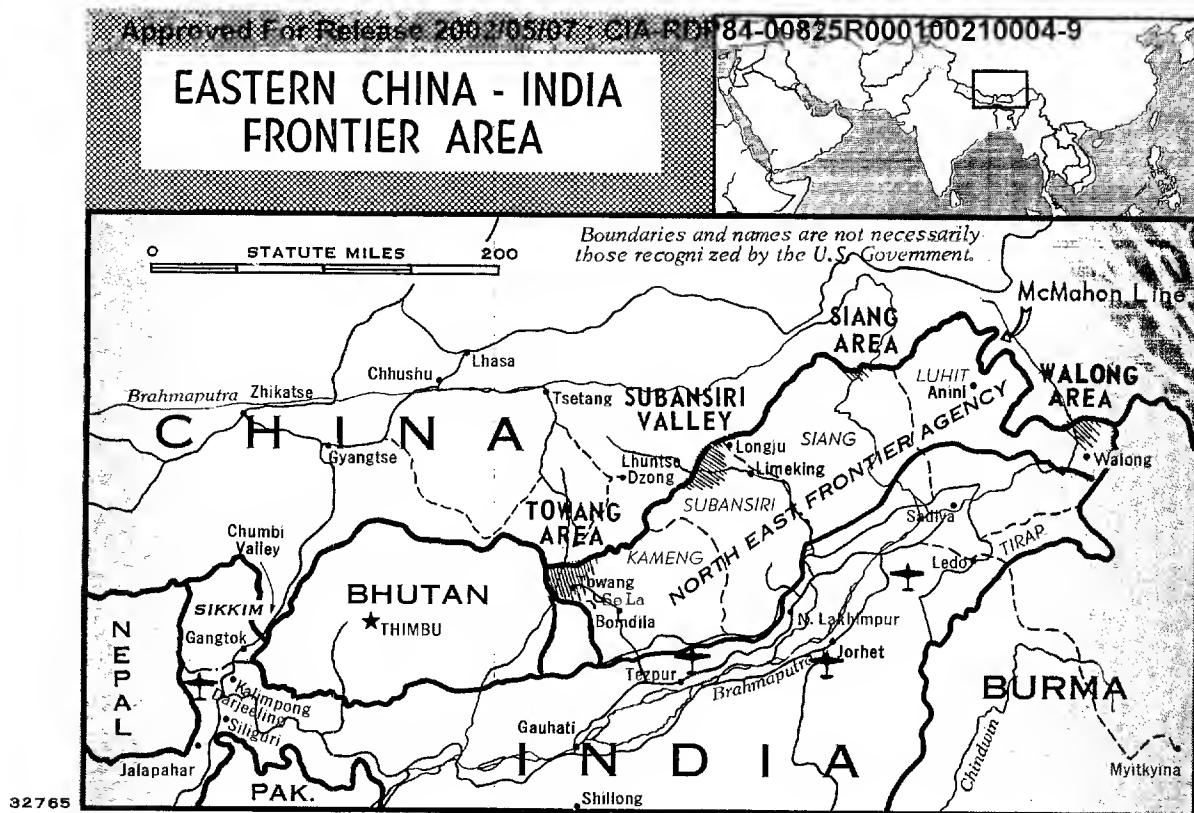 Approved For Release 2002/05/07 : CIA-RDP84-00825R000100210004-9
EASTERN CHINA - INDIA
FRONTIER AREA
0 STATUTE MILES 200
Boundaries and names are not necessarily
those recognized by the U.S. Government.
McMahon Line
SIANG
AREA
Lhasa
Chhushu
LUHIT
Anini
WALONG
AREA
Brahmaputra
Zhikatse
Tsetang
SUBANSIRI
VALLEY
CHINA
Gyangtse
Longju
SIANG
Walong
Lhuntse
Dzong
Limeking
NORTH EAST FRONTIER AGENCY
SUBANSIRI
TOWANG
AREA
Sadiya
Chumbi
Valley
KAMENG
TIRAP
Ledo
BHUTAN
Towang
Se La
Bomdila
SIKKIM
THIMBU
N. Lakhimpur
NEPAL
Gangtok
Jorhet
Tezpur
Brahmaputra
BURMA
Kalimpong
Darjeeling
Siliguri
Gauhati
INDIA
Chindwin
Jalapahar
Myitkyina
PAK.
Shillong
32765